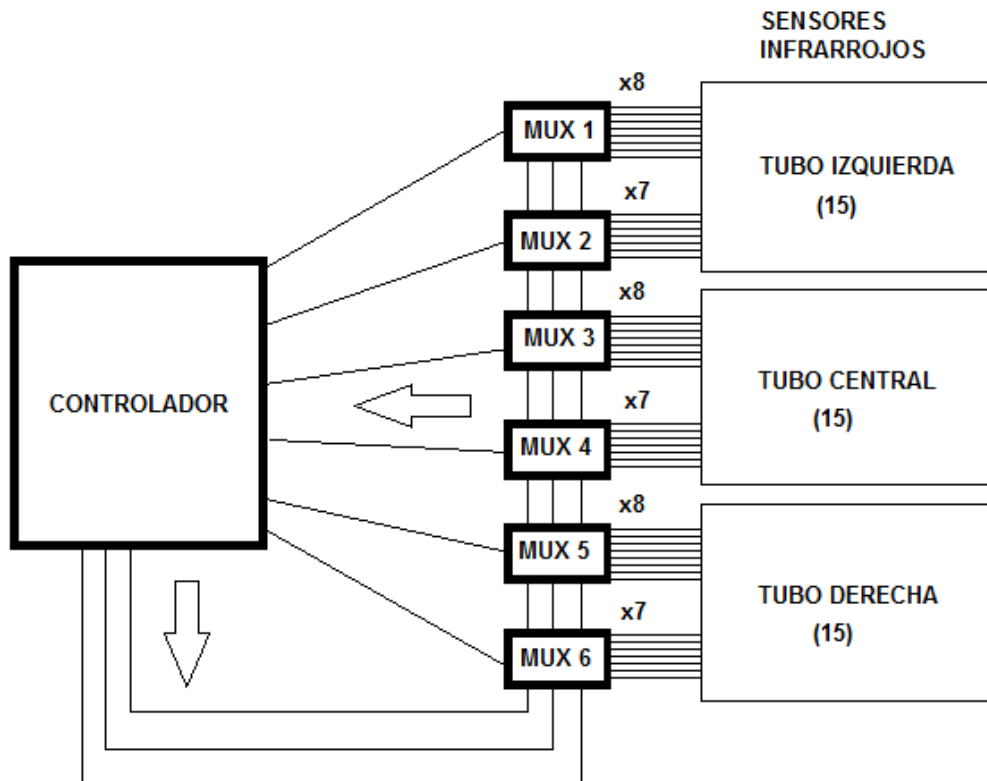 SENSORES
INFRARROJOS
x8
MUX 1
TUBO IZQUIERDA
(15)
x7
MUX 2
x8
MUX 3
TUBO CENTRAL
(15)
CONTROLADOR
x7
MUX 4
x8
MUX 5
TUBO DERECHA
(15)
x7
MUX 6